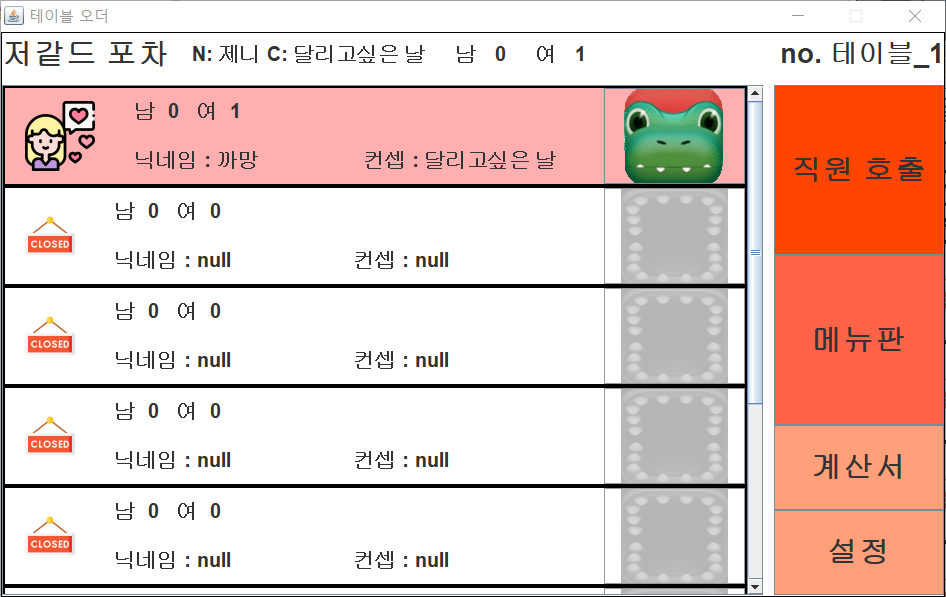 테이블 오더
저같드 포차 N: 제니 C: 달리고싶은 날 남 0 여 1 no. 테이블_1
남 0 여 1
닉네임 : 까망 컨셉 : 달리고싶은 날
직원 호출
CLOSED 남 0 여 0
닉네임 : null 컨셉 : null
CLOSED 남 0 여 0
닉네임 : null 컨셉 : null
메뉴판
CLOSED 남 0 여 0
닉네임 : null 컨셉 : null
계산서
CLOSED 남 0 여 0
닉네임 : null 컨셉 : null
설정